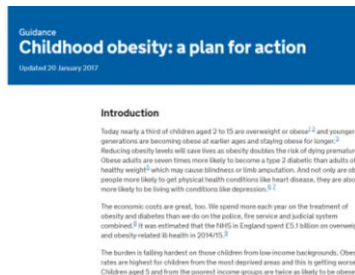 Guidance
Childhood obesity: a plan for action
Updated 20 January 2017
Introduction
Today nearly a third of children aged 2 to 15 are overweight or obese1 2 and younger
generations are becoming obese at earlier ages and staying obese for longer.3
Reducing obesity levels will save lives as obesity doubles the risk of dying prematur
Obese adults are seven times more likely to become a type 2 diabetic than adults of
healthy weight5 which may cause blindness or limb amputation. And not only are ob
people more likely to get physical health conditions like heart disease, they are also
more likely to be living with conditions like depression.6 7
The economic costs are great, too. We spend more each year on the treatment of
obesity and diabetes than we do on the police, fire service and judicial system
combined.8 It was estimated that the NHS in England spent £5.1 billion on overweig
and obesity-related ill-health in 2014/15.9
The burden is falling hardest on those children from low-income backgrounds. Obes
rates are highest for children from the most deprived areas and this is getting worse
Children aged 5 and from the poorest income groups are twice as likely to be obese